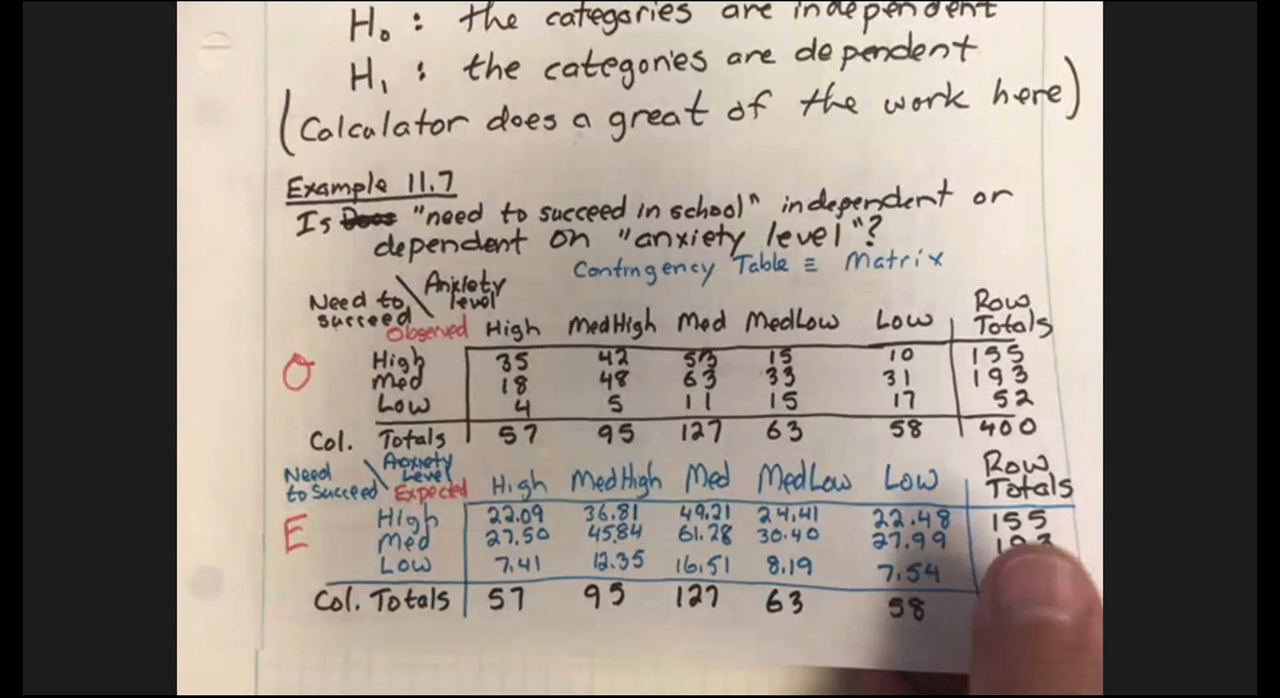 H₀ : the categories are independent
H₁ : the categories are dependent
(Calculator does a great of the work here)
Example 11.7
Is "need to succeed in school" independent or
dependent on "anxiety level"?
Contingency Table ≡ Matrix
Need to succeed \ Anxiety level Observed High MedHigh Med MedLow Low Row Totals
O High 35 42 53 15 10 155
Med 18 48 63 33 31 193
Low 4 5 11 15 17 52
Col. Totals 57 95 127 63 58 400
Need to Succeed \ Anxiety Level Expected High MedHigh Med MedLow Low Row Totals
E High 22.09 36.81 49.21 24.41 22.48 155
Med 27.50 45.84 61.28 30.40 27.99
Low 7.41 12.35 16.51 8.19 7.54
Col. Totals 57 95 127 63 58